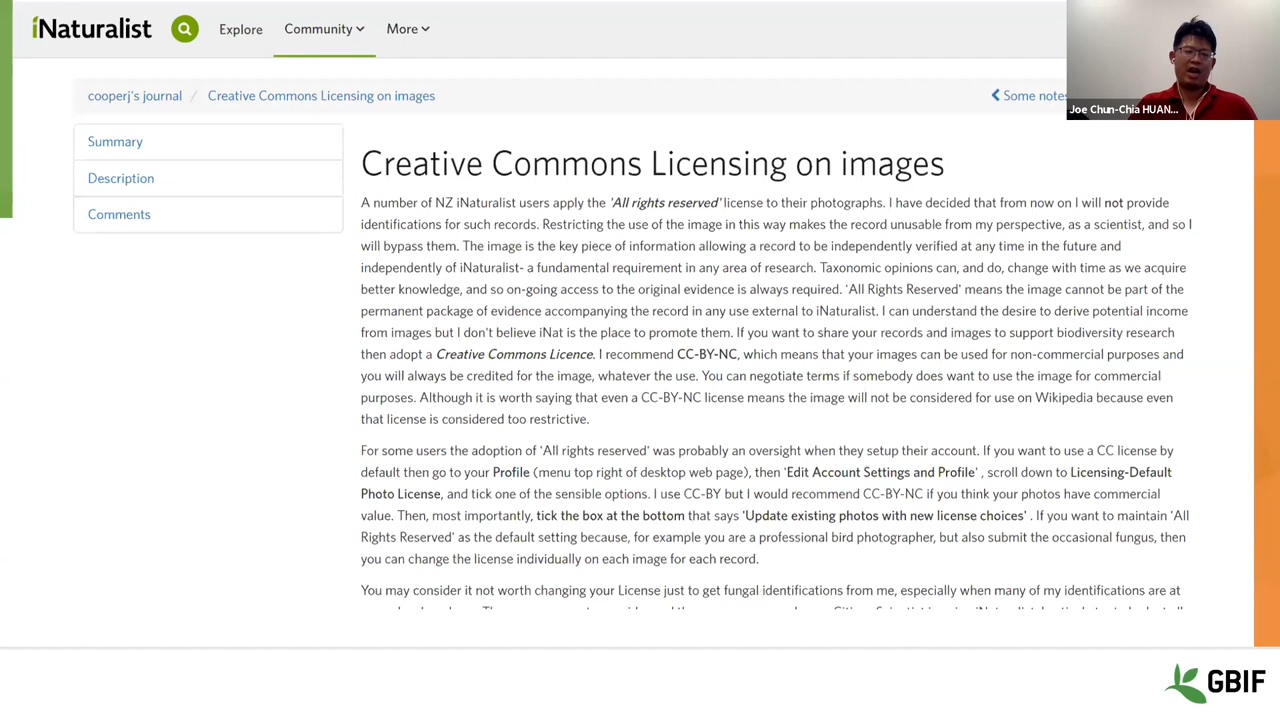 iNaturalist Explore Community More
cooperj's journal / Creative Commons Licensing on images Some notes
Joe Chun-Chia HUAN...
Summary
Description
Comments
Creative Commons Licensing on images
A number of NZ iNaturalist users apply the 'All rights reserved' license to their photographs. I have decided that from now on I will not provide
identifications for such records. Restricting the use of the image in this way makes the record unusable from my perspective, as a scientist, and so I
will bypass them. The image is the key piece of information allowing a record to be independently verified at any time in the future and
independently of iNaturalist- a fundamental requirement in any area of research. Taxonomic opinions can, and do, change with time as we acquire
better knowledge, and so on-going access to the original evidence is always required. 'All Rights Reserved' means the image cannot be part of the
permanent package of evidence accompanying the record in any use external to iNaturalist. I can understand the desire to derive potential income
from images but I don't believe iNat is the place to promote them. If you want to share your records and images to support biodiversity research
then adopt a Creative Commons Licence. I recommend CC-BY-NC, which means that your images can be used for non-commercial purposes and
you will always be credited for the image, whatever the use. You can negotiate terms if somebody does want to use the image for commercial
purposes. Although it is worth saying that even a CC-BY-NC license means the image will not be considered for use on Wikipedia because even
that license is considered too restrictive.
For some users the adoption of 'All rights reserved' was probably an oversight when they setup their account. If you want to use a CC license by
default then go to your Profile (menu top right of desktop web page), then 'Edit Account Settings and Profile' , scroll down to Licensing-Default
Photo License, and tick one of the sensible options. I use CC-BY but I would recommend CC-BY-NC if you think your photos have commercial
value. Then, most importantly, tick the box at the bottom that says 'Update existing photos with new license choices' . If you want to maintain 'All
Rights Reserved' as the default setting because, for example you are a professional bird photographer, but also submit the occasional fungus, then
you can change the license individually on each image for each record.
You may consider it not worth changing your License just to get fungal identifications from me, especially when many of my identifications are at
GBIF